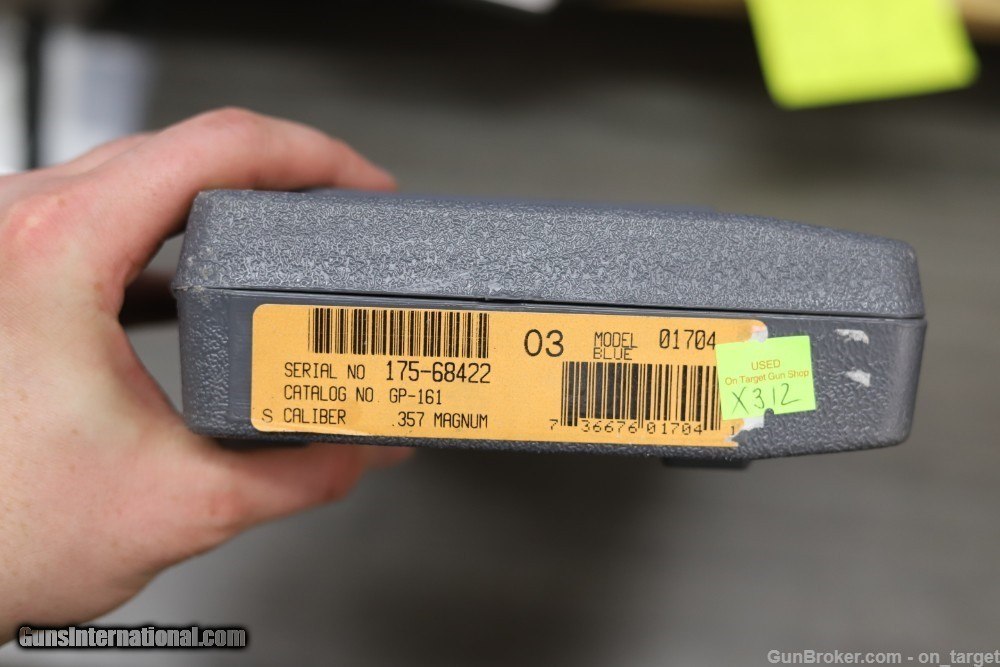 SERIAL NO 175-68422
CATALOG NO. GP-161
S CALIBER .357 MAGNUM
03
MODEL 01704
BLUE
7 36676 01704 1
USED
On Target Gun Shop
X312
GunsInternational.com
GunBroker.com - on_target